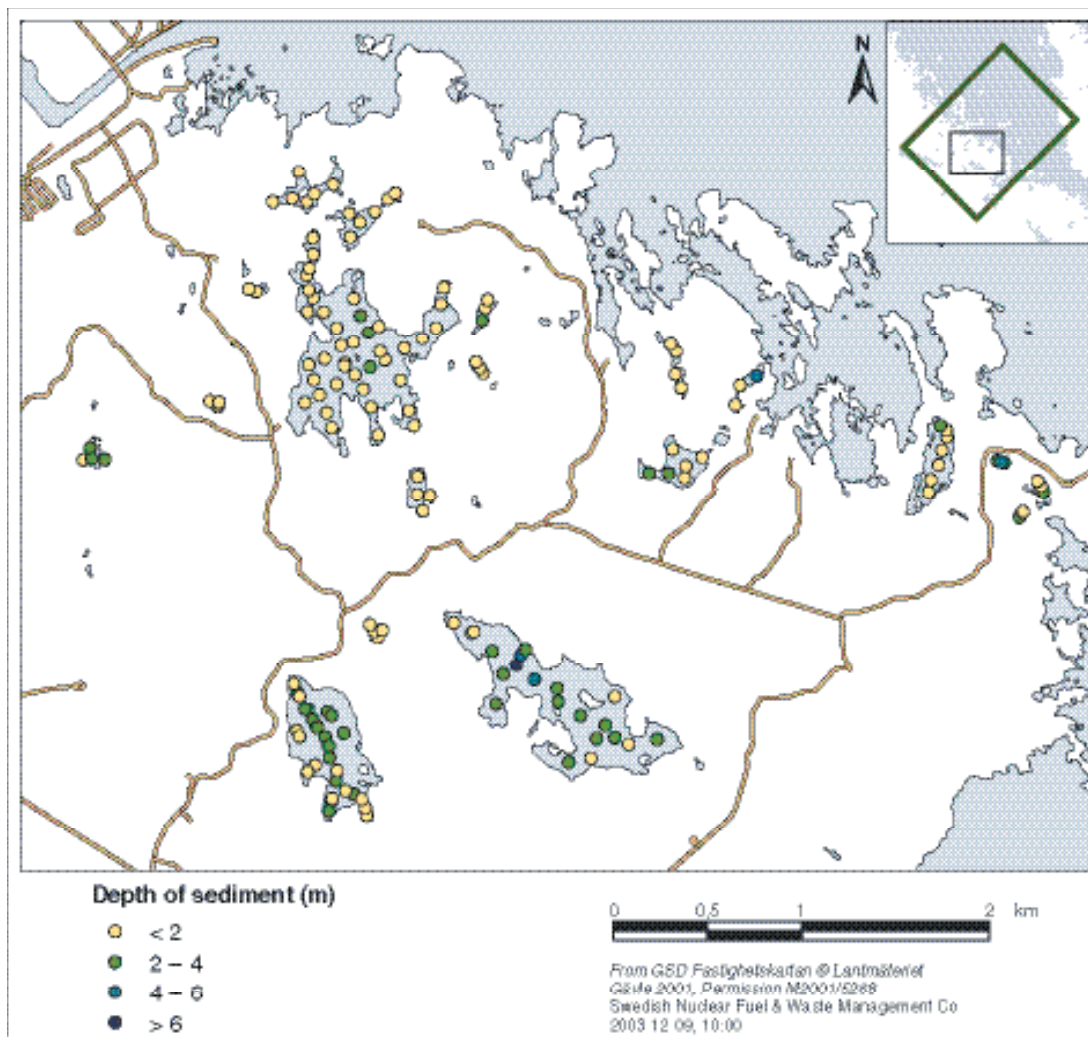 N
Depth of sediment (m)
< 2
2 – 4
4 – 6
> 6
0 0,5 1 2 km
From GSD Fastighetskartan © Lantmäteriet
Gävle 2001, Permission M2001/5268
Swedish Nuclear Fuel & Waste Management Co
2003 12 09, 10:00